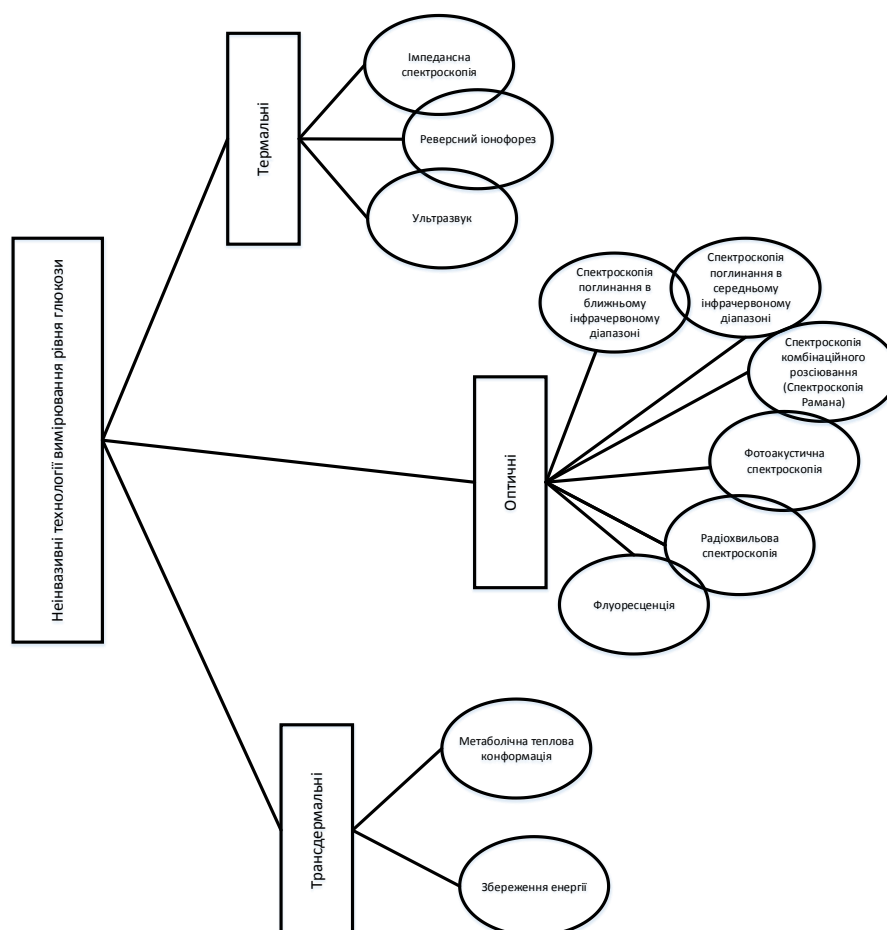 Неінвазивні технології вимірювання рівня глюкози
Термальні
Імпедансна
спектроскопія
Реверсний іонофорез
Ультразвук
Оптичні
Спектроскопія
поглинання в
ближньому
інфрачервоному
діапазоні
Спектроскопія
поглинання в
середньому
інфрачервоному
діапазоні
Спектроскопія
комбінаційного
розсіювання
(Спектроскопія
Рамана)
Фотоакустична
спектроскопія
Радіохвильова
спектроскопія
Флуоресценція
Трансдермальні
Метаболічна теплова
конформація
Збереження енергії